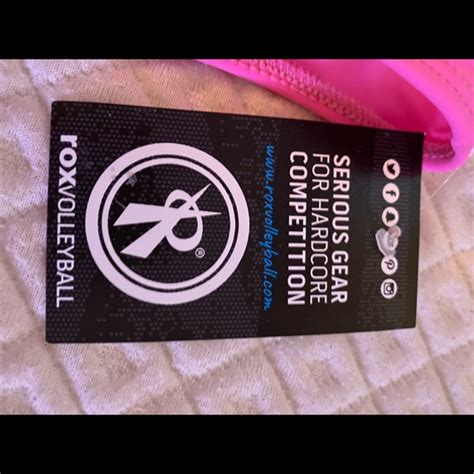 SERIOUS GEAR
FOR HARDCORE
COMPETITION
www.roxvolleyball.com
R®
roxVOLLEYBALL